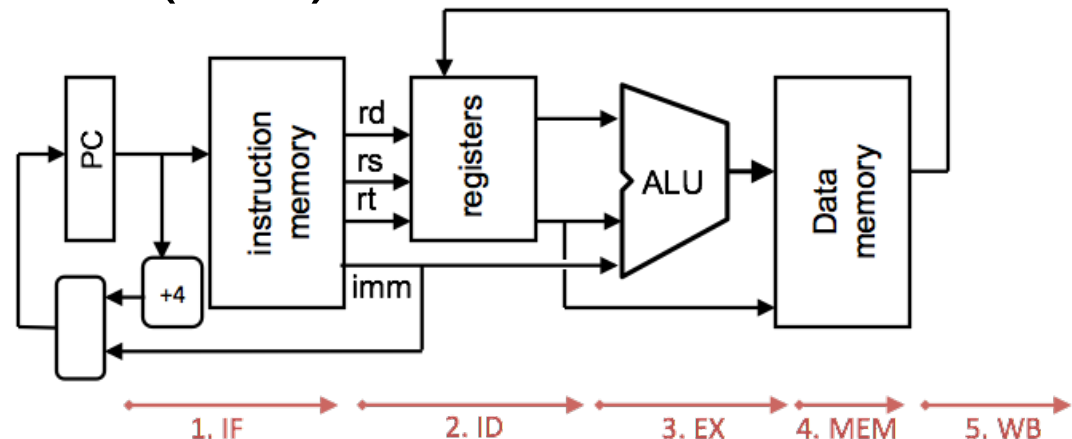 PC
+4
instruction
memory
rd
rs
rt
imm
registers
ALU
Data
memory
1. IF
2. ID
3. EX
4. MEM
5. WB